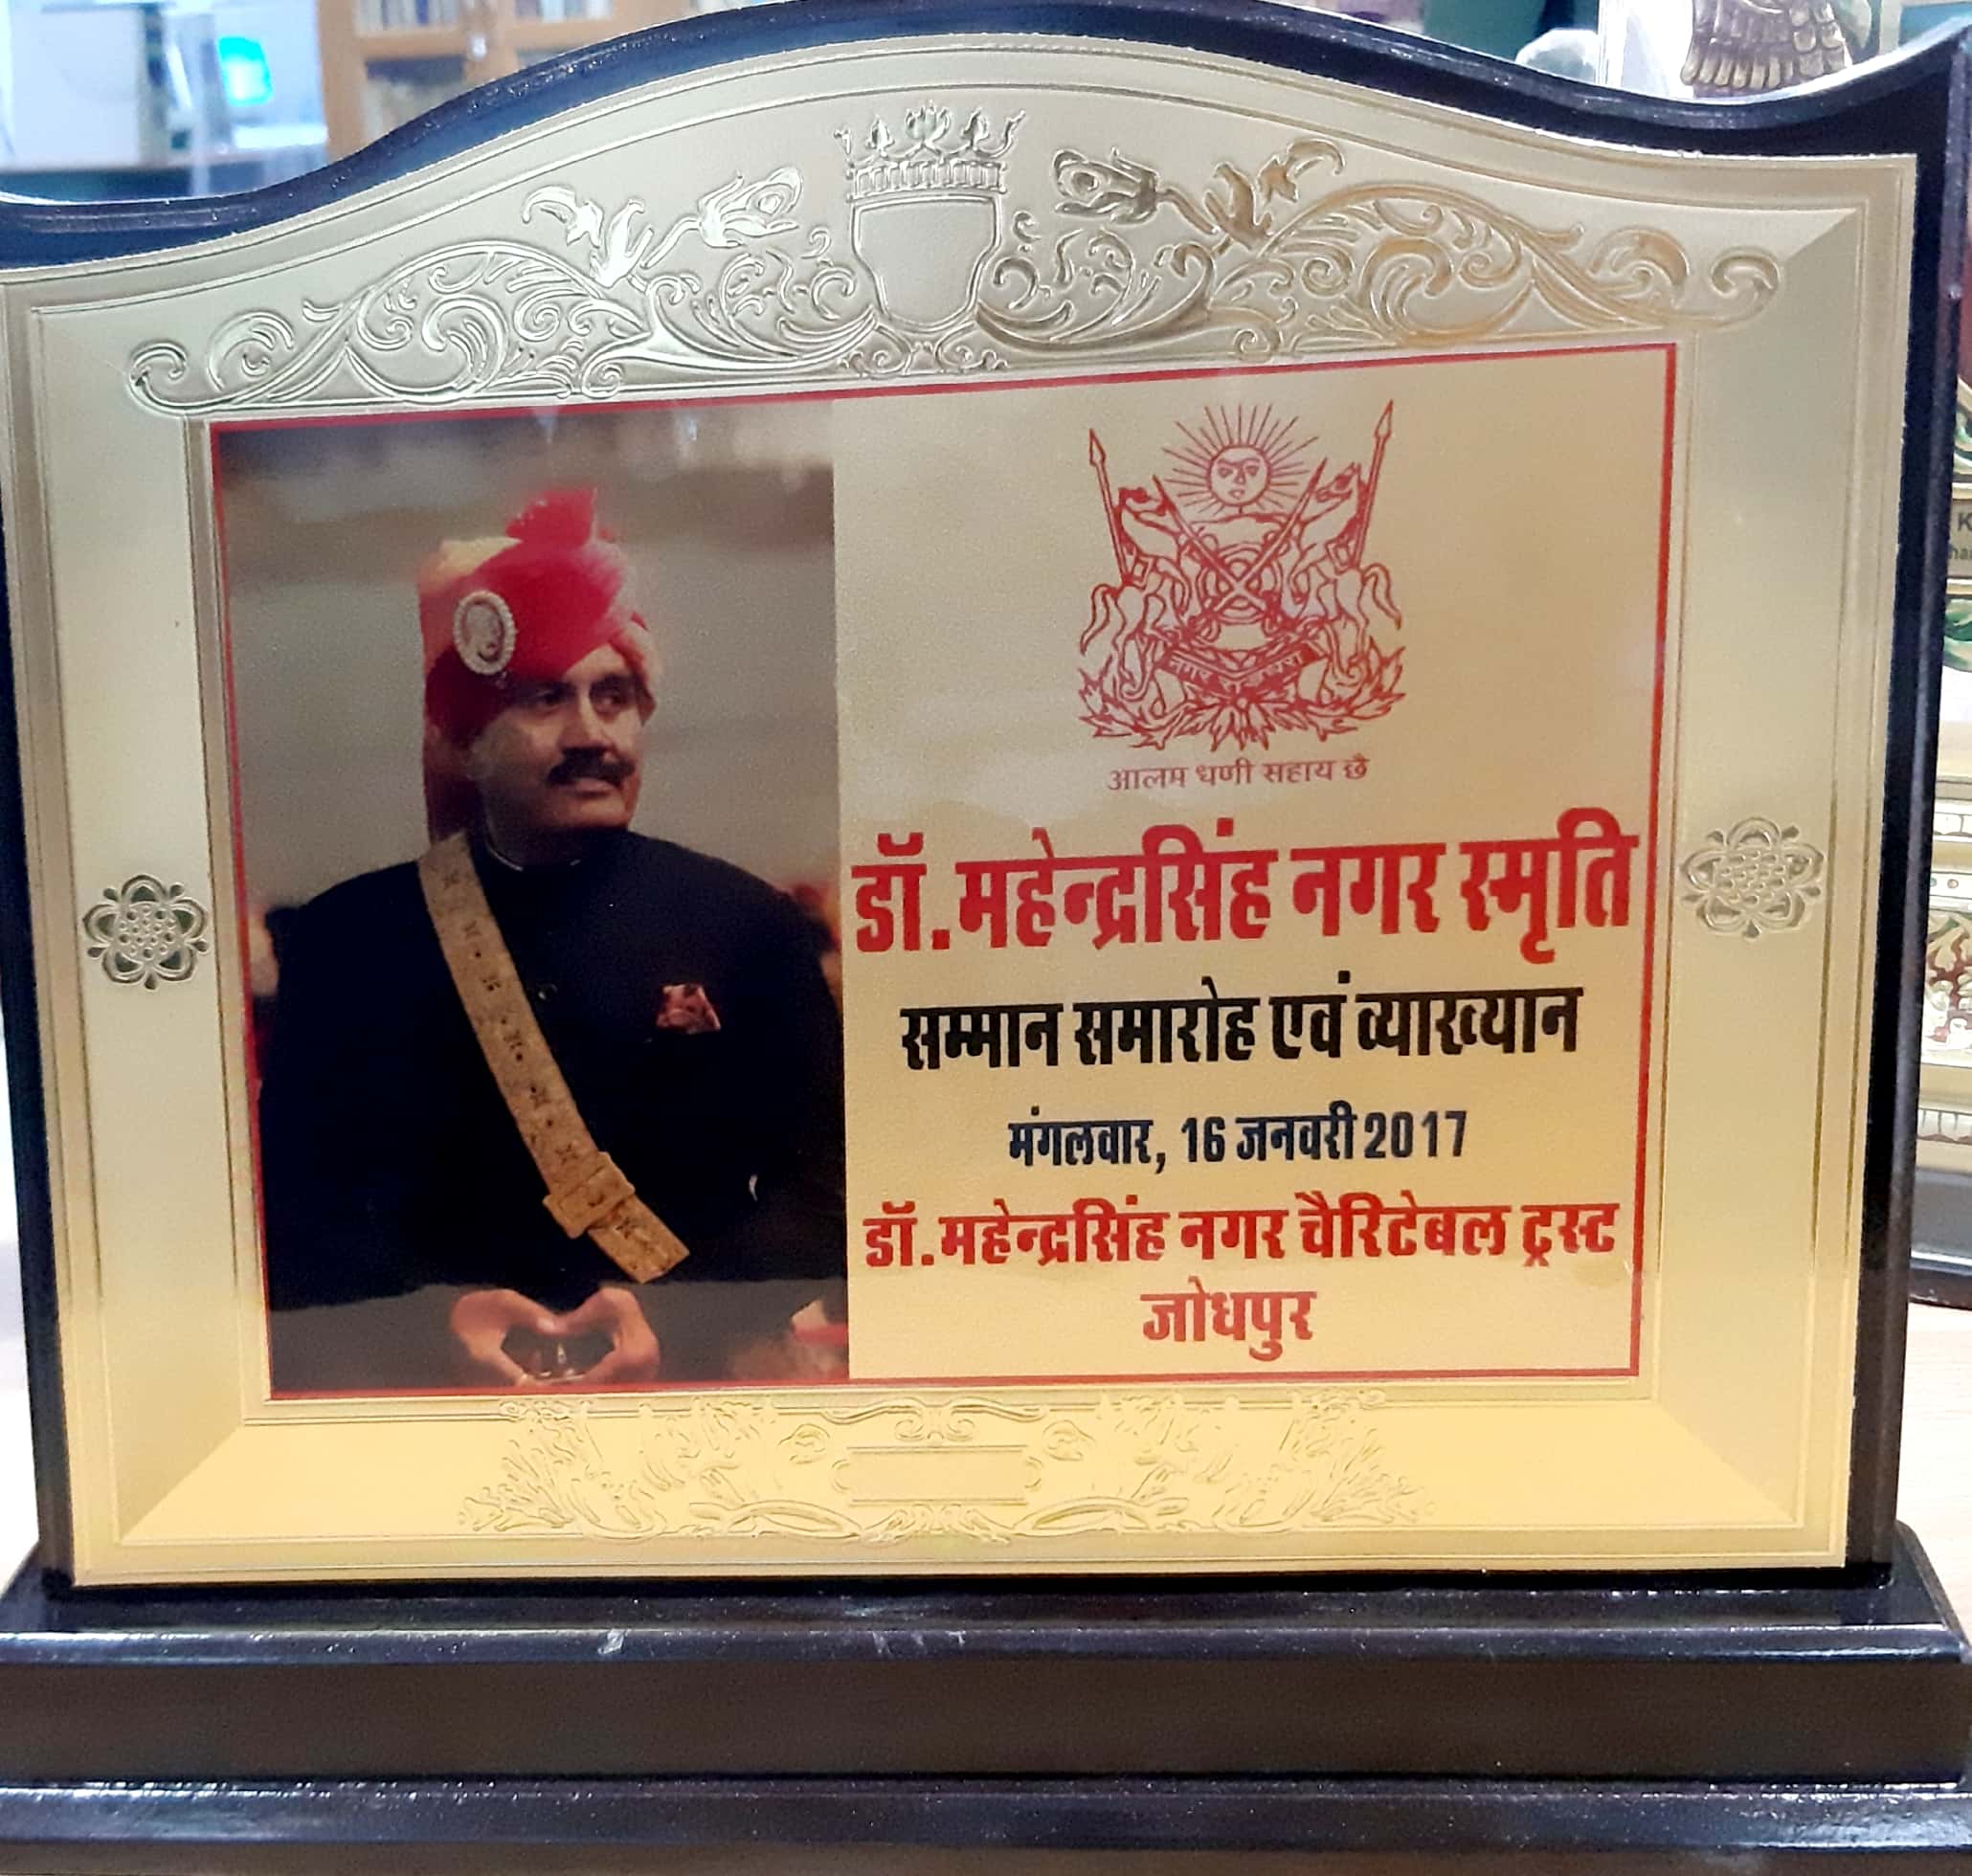 आलम धणी सहाय छै
डॉ.महेन्द्रसिंह नगर स्मृति
सम्मान समारोह एवं व्याख्यान
मंगलवार, 16 जनवरी 2017
डॉ.महेन्द्रसिंह नगर चैरिटेबल ट्रस्ट
जोधपुर